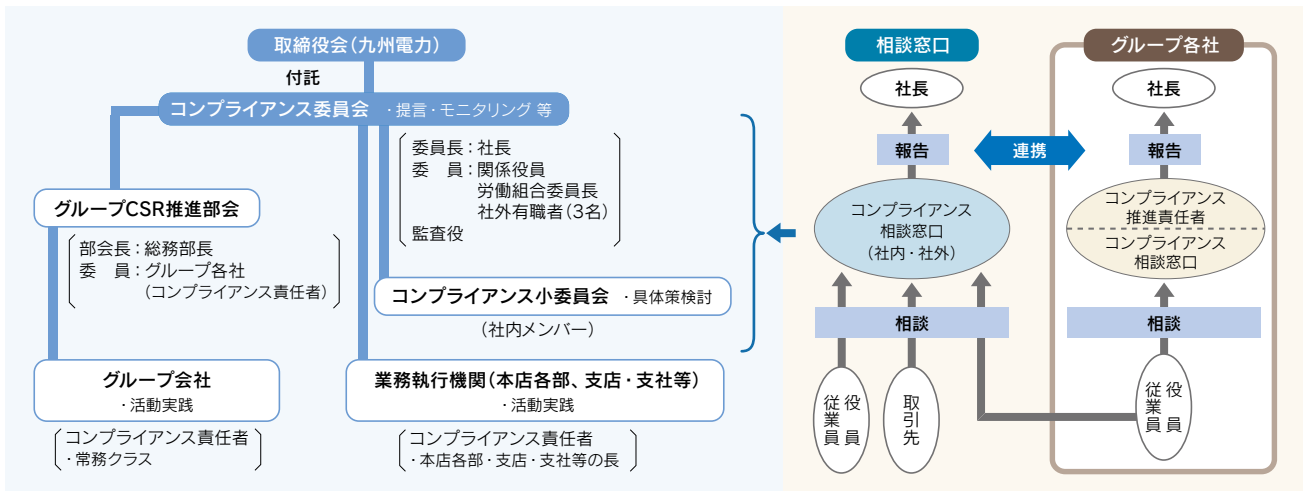 取締役会(九州電力)
付託
コンプライアンス委員会 ・提言・モニタリング 等
委員長:社長
委 員:関係役員
労働組合委員長
社外有識者(3名)
監査役
グループCSR推進部会
部会長:総務部長
委 員:グループ各社
(コンプライアンス責任者)
コンプライアンス小委員会 ・具体策検討
(社内メンバー)
グループ会社
・活動実践
コンプライアンス責任者
・常務クラス
業務執行機関(本店各部、支店・支社等)
・活動実践
コンプライアンス責任者
・本店各部・支店・支社等の長
相談窓口
社長
報告
コンプライアンス
相談窓口
(社内・社外)
相談
役員
従業員
取引先
連携
グループ各社
社長
報告
コンプライアンス
推進責任者
コンプライアンス
相談窓口
相談
役員
従業員